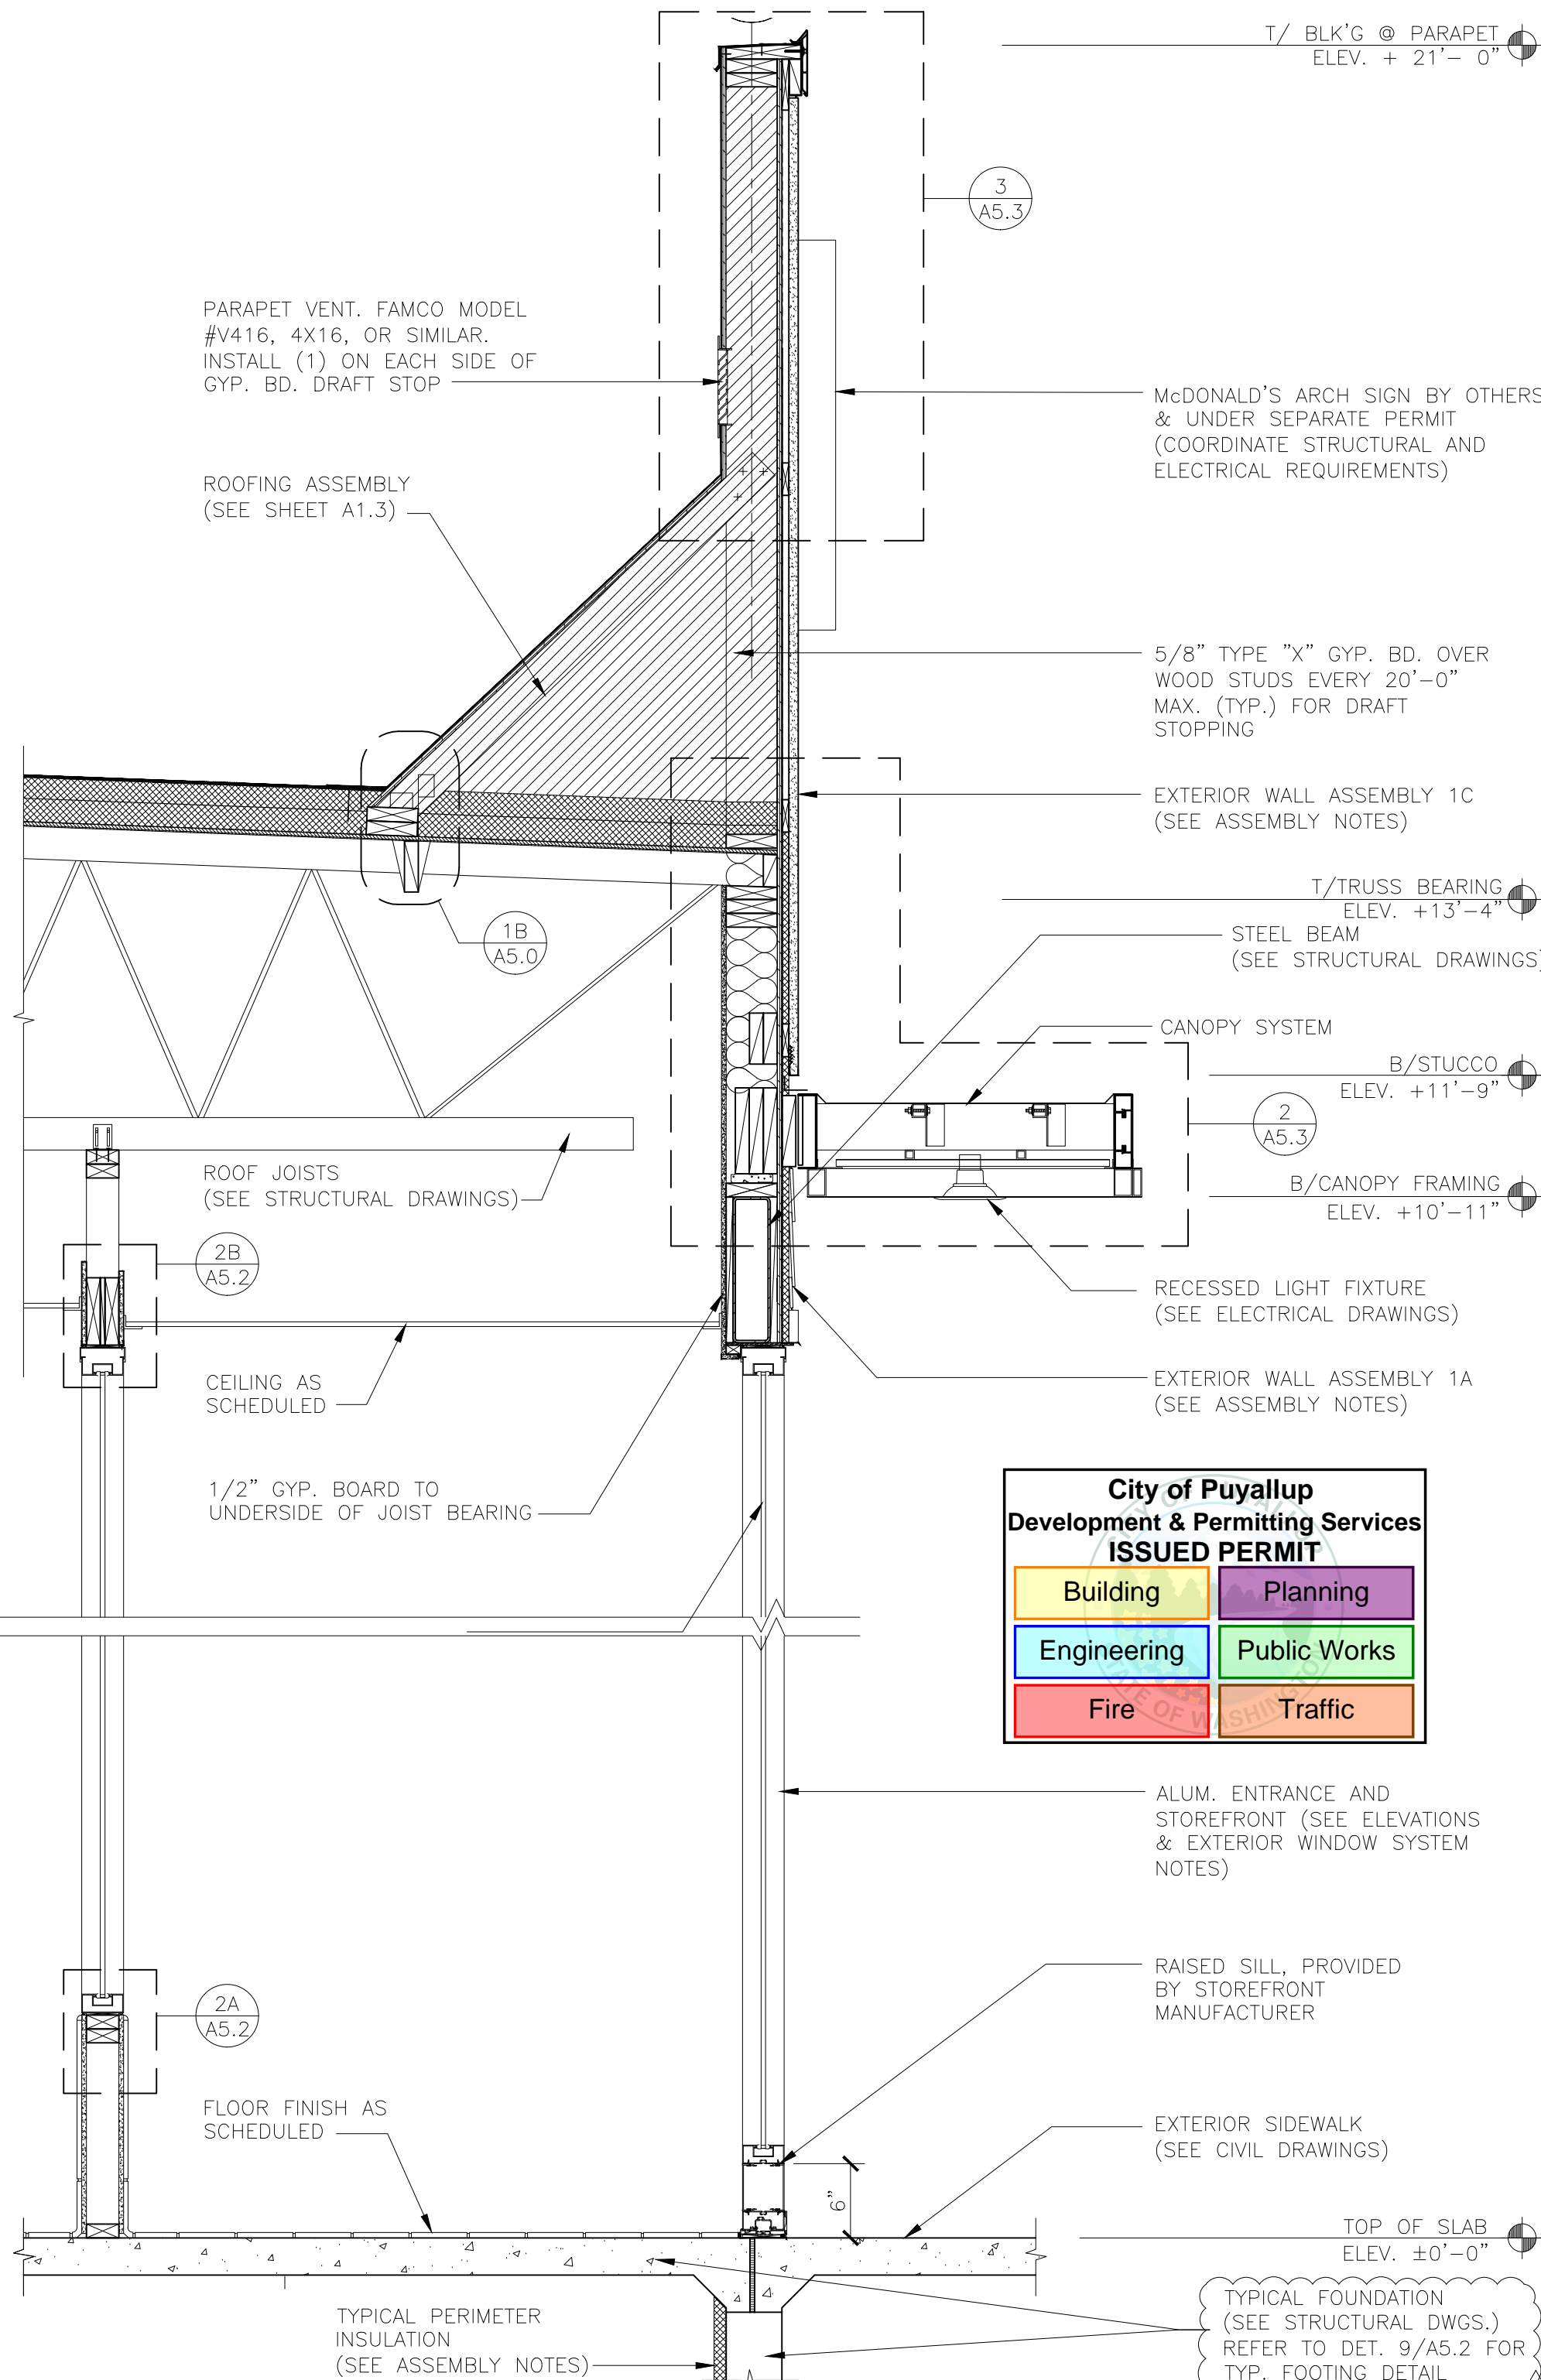 T/ BLK'G @ PARAPET
ELEV. + 21'- 0"
3
A5.3
PARAPET VENT. FAMCO MODEL
#V416, 4X16, OR SIMILAR.
INSTALL (1) ON EACH SIDE OF
GYP. BD. DRAFT STOP
McDONALD'S ARCH SIGN BY OTHERS
& UNDER SEPARATE PERMIT
(COORDINATE STRUCTURAL AND
ELECTRICAL REQUIREMENTS)
ROOFING ASSEMBLY
(SEE SHEET A1.3)
5/8" TYPE "X" GYP. BD. OVER
WOOD STUDS EVERY 20'-0"
MAX. (TYP.) FOR DRAFT
STOPPING
EXTERIOR WALL ASSEMBLY 1C
(SEE ASSEMBLY NOTES)
T/TRUSS BEARING
ELEV. +13'-4"
1B
A5.0
STEEL BEAM
(SEE STRUCTURAL DRAWINGS)
CANOPY SYSTEM
B/STUCCO
ELEV. +11'-9"
2
A5.3
ROOF JOISTS
(SEE STRUCTURAL DRAWINGS)
B/CANOPY FRAMING
ELEV. +10'-11"
2B
A5.2
RECESSED LIGHT FIXTURE
(SEE ELECTRICAL DRAWINGS)
CEILING AS
SCHEDULED
EXTERIOR WALL ASSEMBLY 1A
(SEE ASSEMBLY NOTES)
1/2" GYP. BOARD TO
UNDERSIDE OF JOIST BEARING
City of Puyallup
Development & Permitting Services
ISSUED PERMIT
Building
Planning
Engineering
Public Works
Fire
Traffic
ALUM. ENTRANCE AND
STOREFRONT (SEE ELEVATIONS
& EXTERIOR WINDOW SYSTEM
NOTES)
RAISED SILL, PROVIDED
BY STOREFRONT
MANUFACTURER
2A
A5.2
FLOOR FINISH AS
SCHEDULED
EXTERIOR SIDEWALK
(SEE CIVIL DRAWINGS)
6"
TOP OF SLAB
ELEV. ±0'-0"
TYPICAL PERIMETER
INSULATION
(SEE ASSEMBLY NOTES)
TYPICAL FOUNDATION
(SEE STRUCTURAL DWGS.)
REFER TO DET. 9/A5.2 FOR
TYP. FOOTING DETAIL